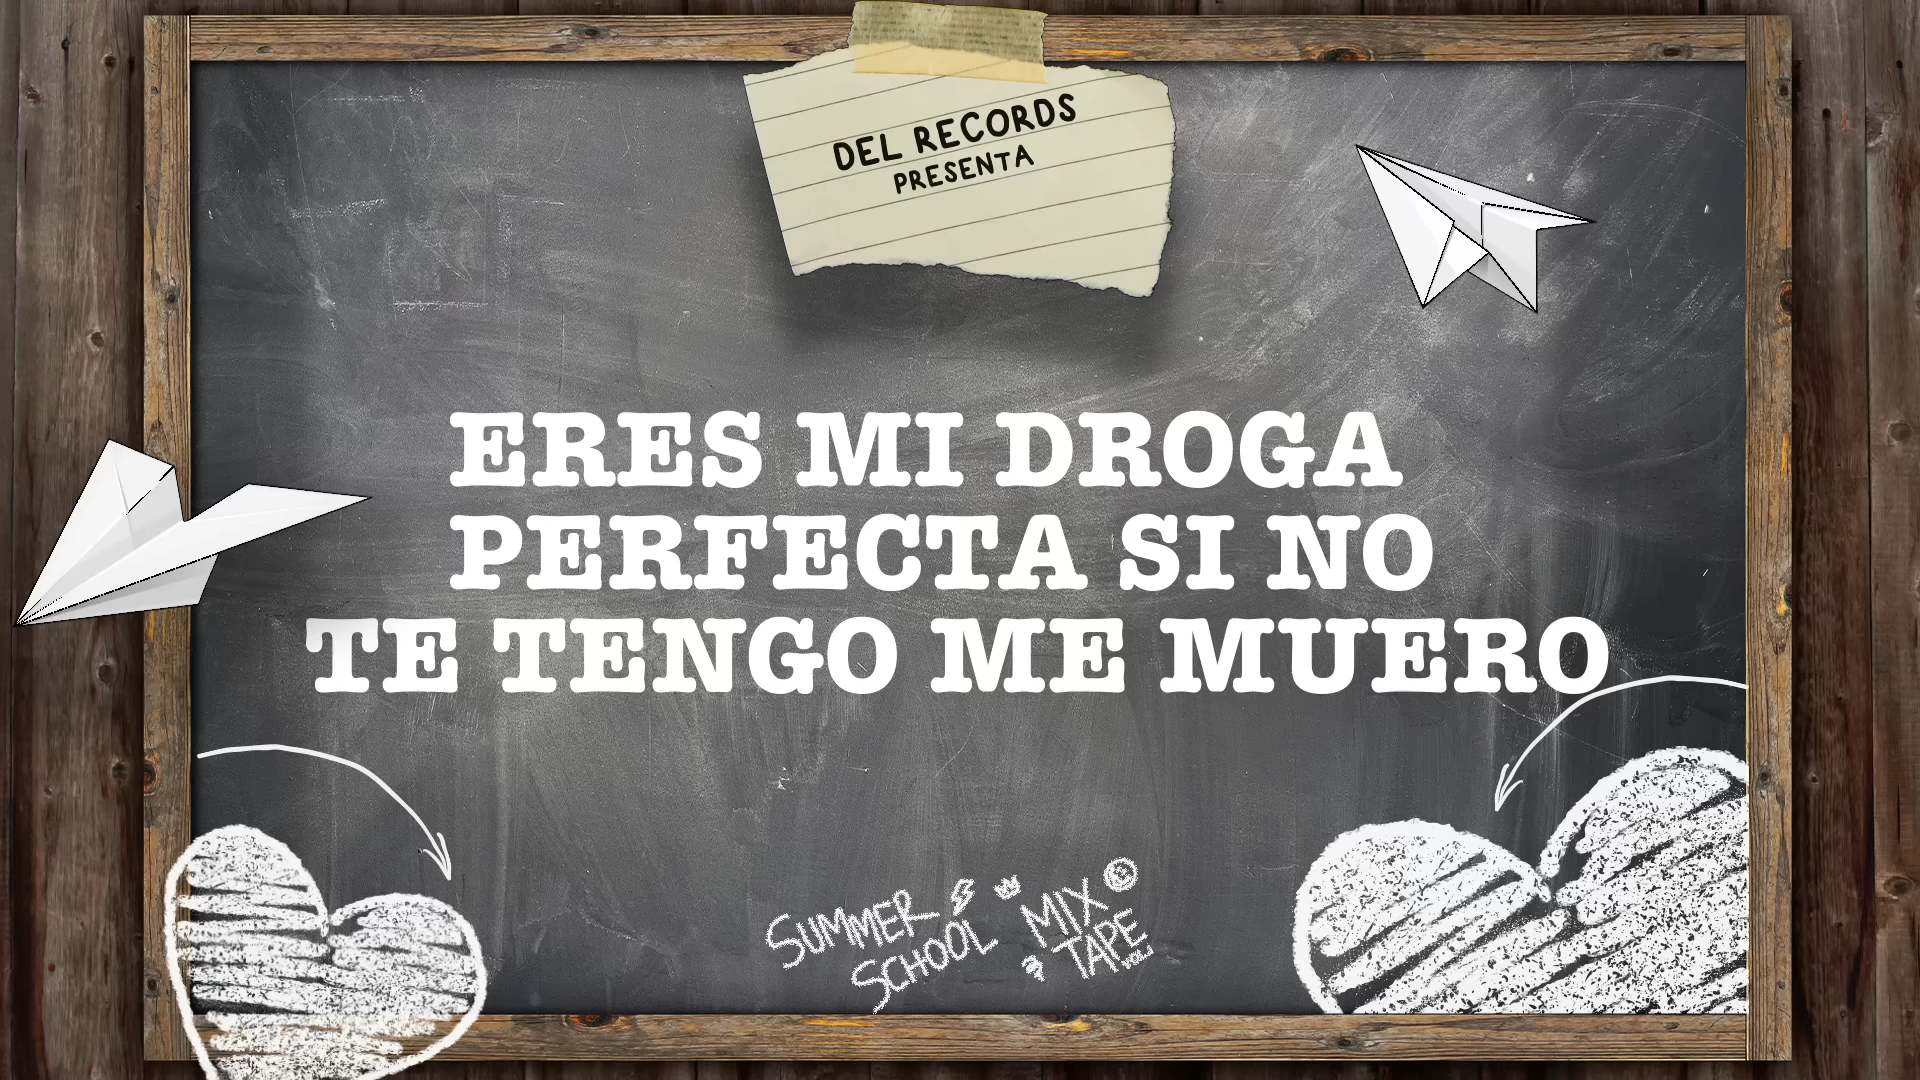 DEL RECORDS
PRESENTA
ERES MI DROGA
PERFECTA SI NO
TE TENGO ME MUERO
SUMMER
SCHOOL
MIX
TAPE